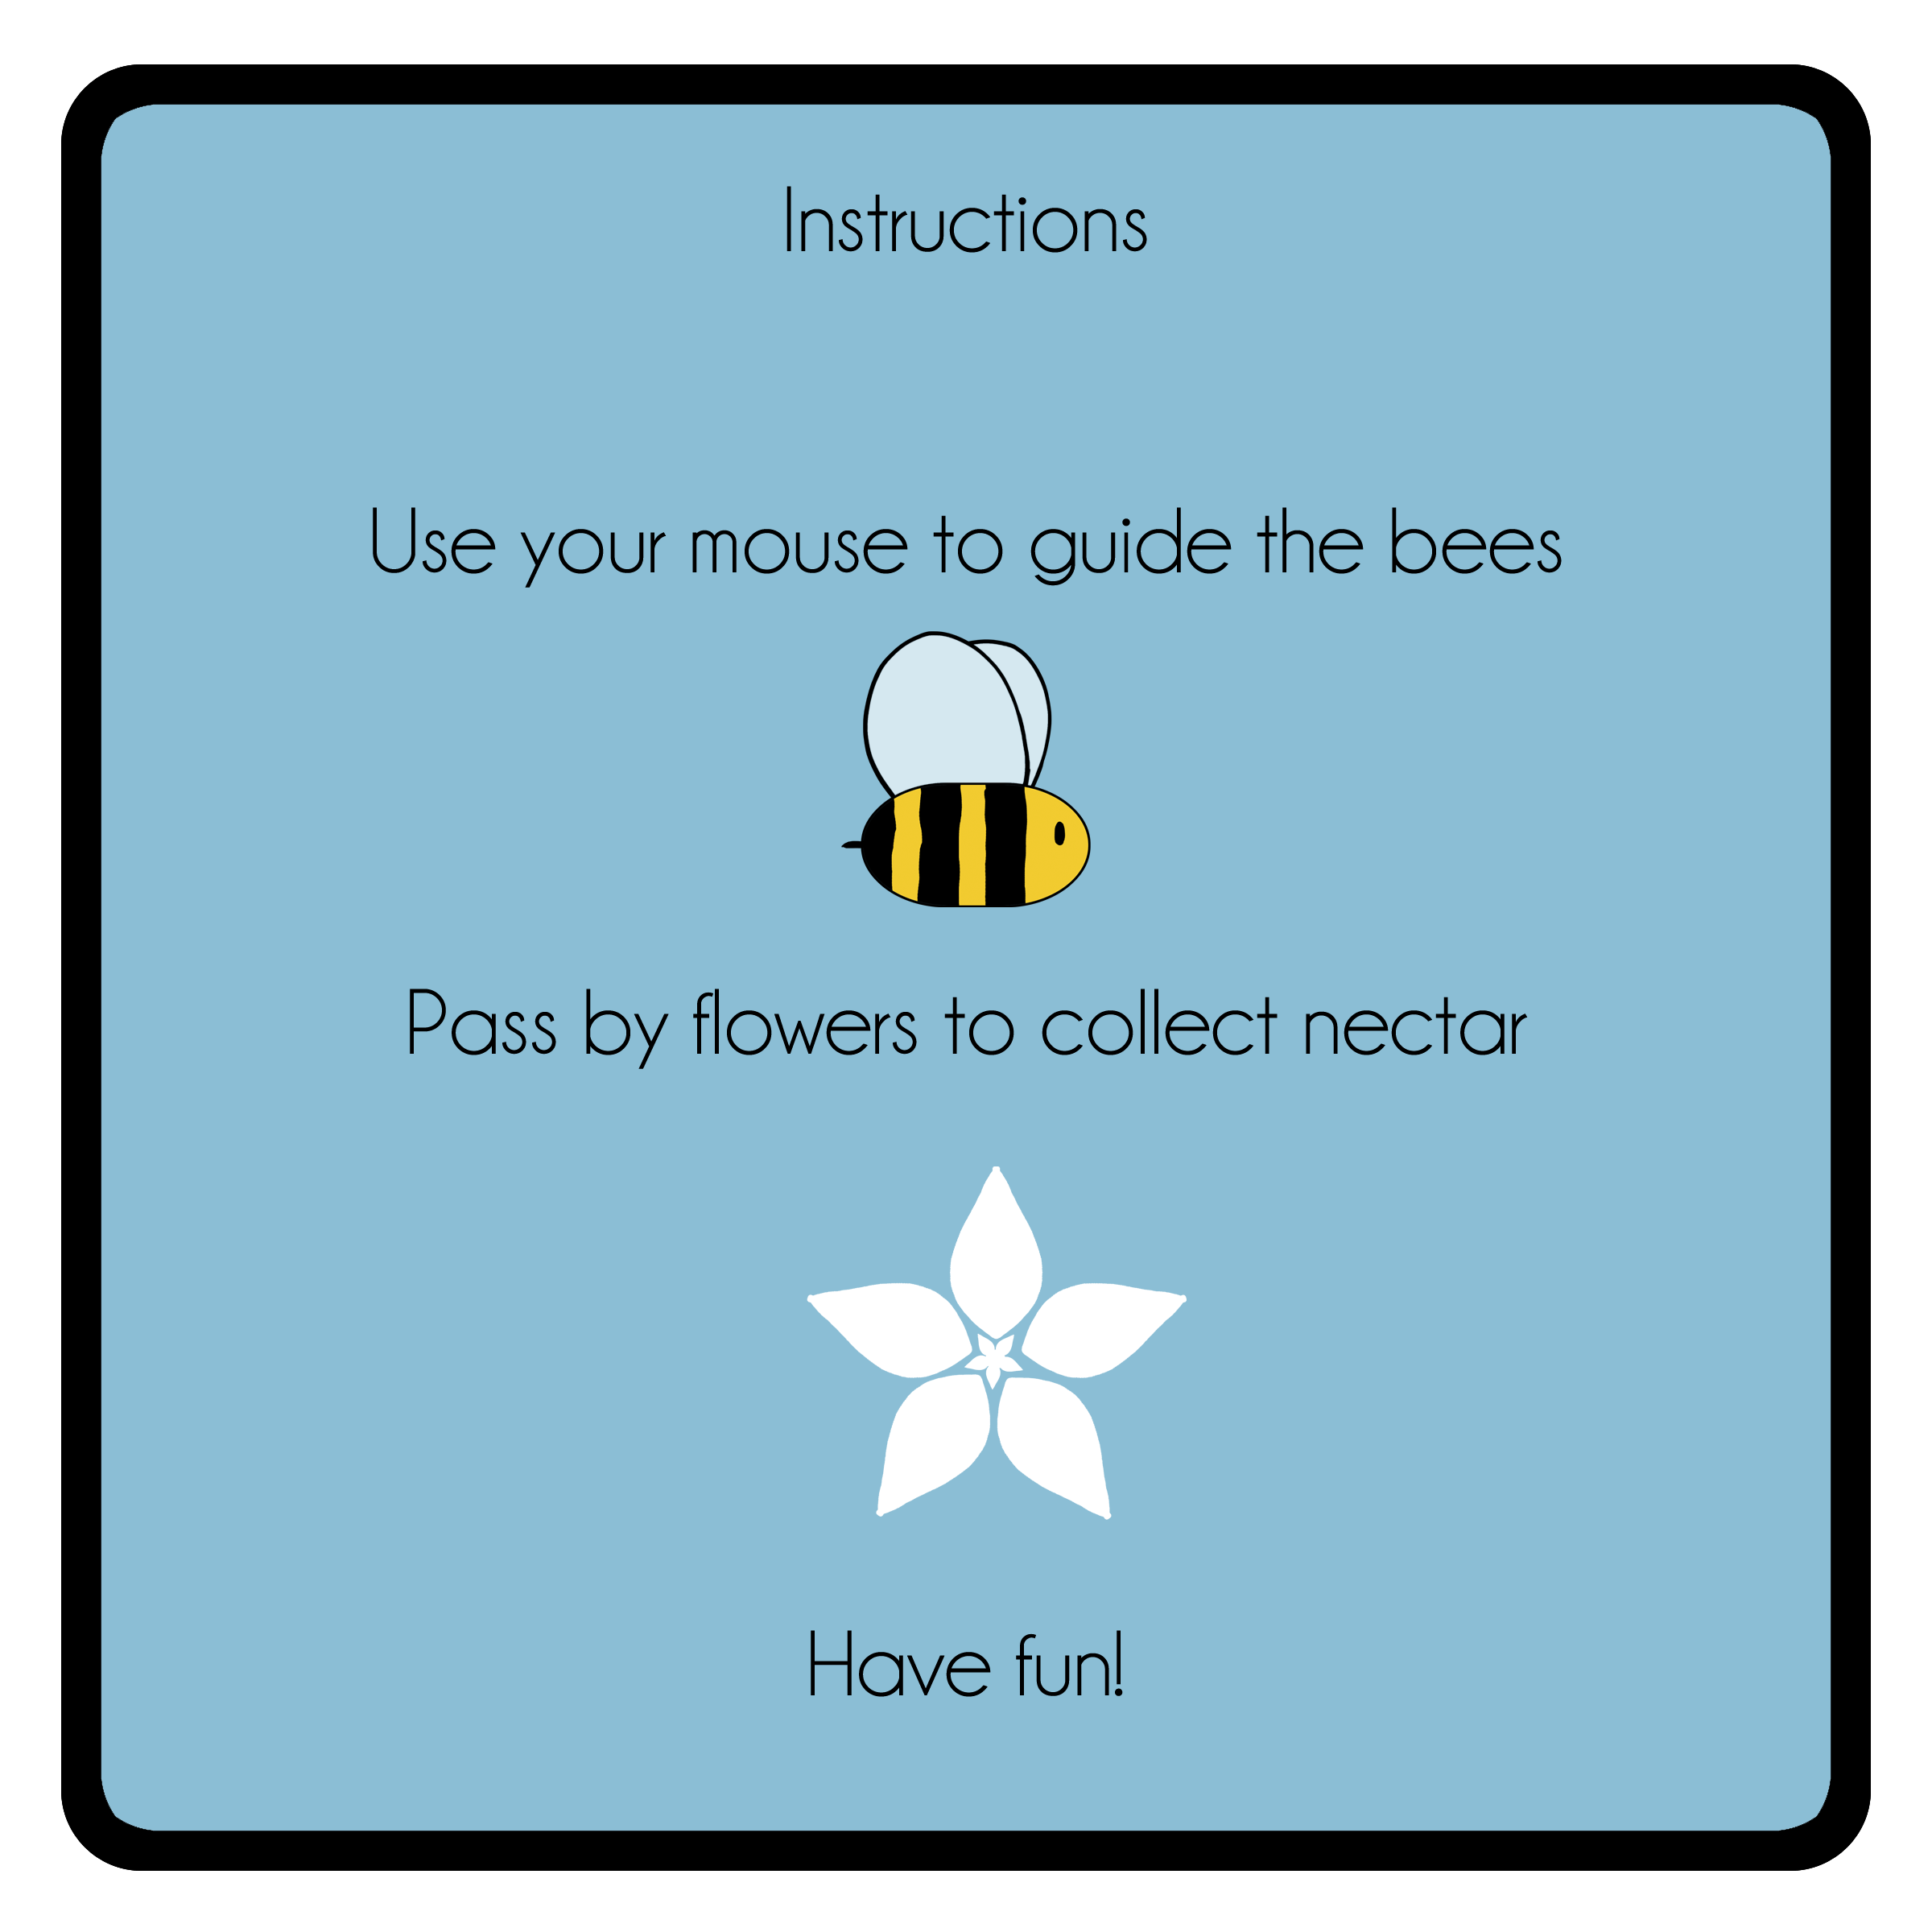 Instructions
Use your mouse to guide the bees
Pass by flowers to collect nectar
Have fun!